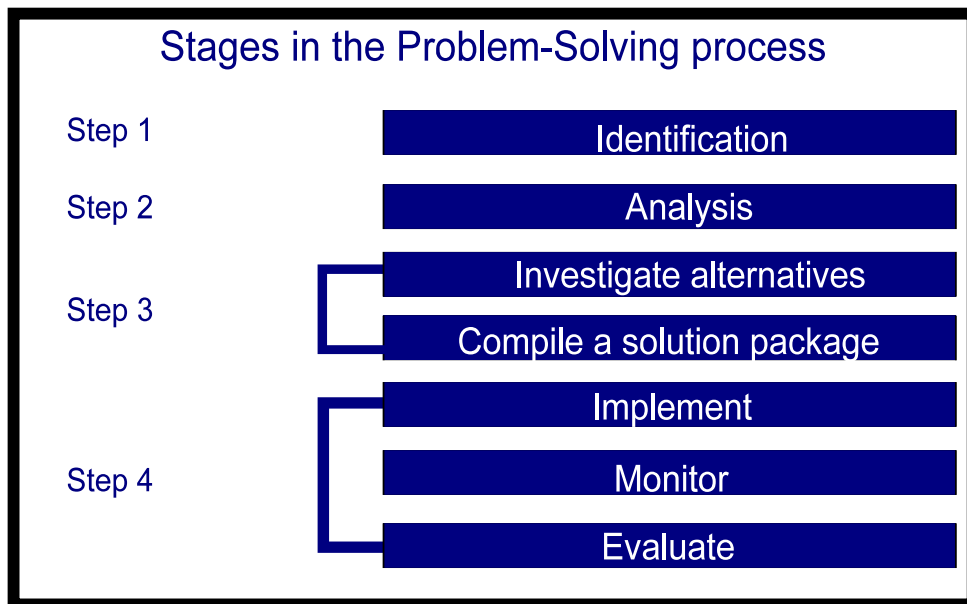 Stages in the Problem-Solving process
Step 1
Identification
Step 2
Analysis
Step 3
Investigate alternatives
Compile a solution package
Step 4
Implement
Monitor
Evaluate